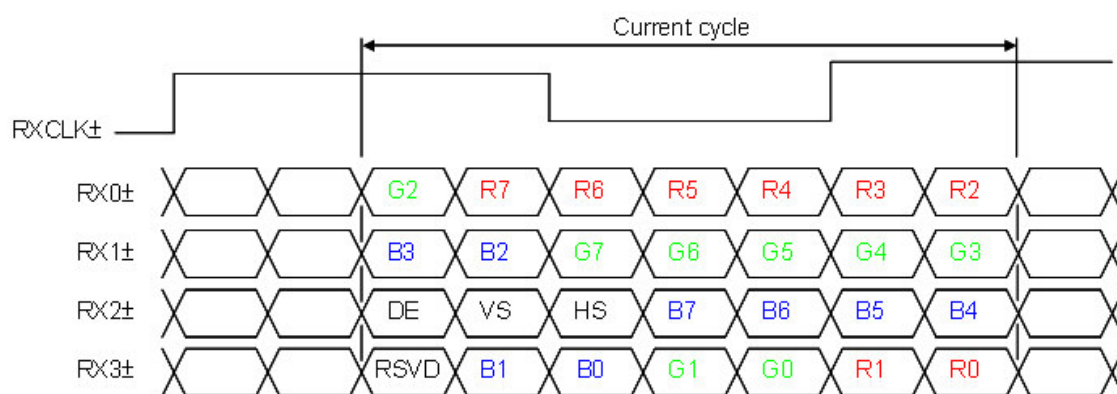 Current cycle
RXCLK±
RX0± G2 R7 R6 R5 R4 R3 R2
RX1± B3 B2 G7 G6 G5 G4 G3
RX2± DE VS HS B7 B6 B5 B4
RX3± RSVD B1 B0 G1 G0 R1 R0